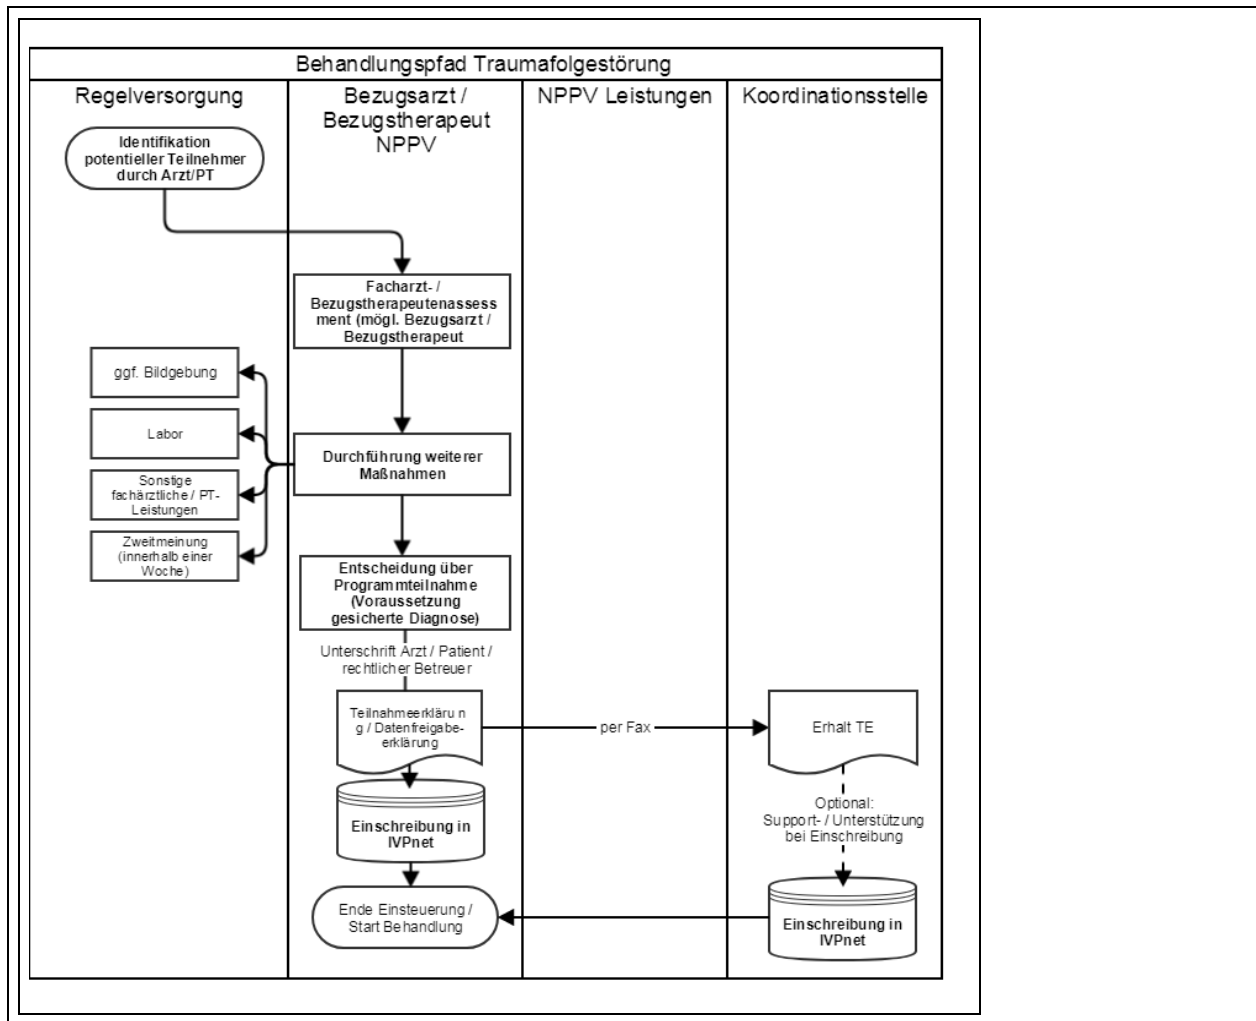 Behandlungspfad Traumafolgestörung
Regelversorgung
Bezugsarzt /
Bezugstherapeut
NPPV
NPPV Leistungen
Koordinationsstelle
Identifikation
potentieller Teilnehmer
durch Arzt/PT
Facharzt- /
Bezugstherapeutenassess
ment (mögl. Bezugsarzt /
Bezugstherapeut
ggf. Bildgebung
Labor
Sonstige
fachärztliche / PT-
Leistungen
Zweitmeinung
(innerhalb einer
Woche)
Durchführung weiterer
Maßnahmen
Entscheidung über
Programmteilnahme
(Voraussetzung
gesicherte Diagnose)
Unterschrift Arzt / Patient /
rechtlicher Betreuer
Teilnahmeerkläru n
g / Datenfreigabe-
erklärung
per Fax
Erhalt TE
Optional:
Support- / Unterstützung
bei Einschreibung
Einschreibung in
IVPnet
Ende Einsteuerung /
Start Behandlung
Einschreibung in
IVPnet